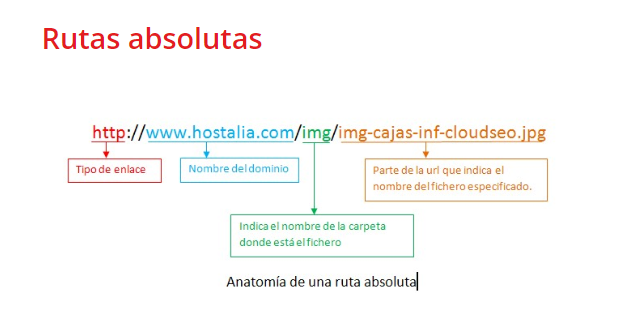 Rutas absolutas
http://www.hostalia.com/img/img-cajas-inf-cloudseo.jpg
Tipo de enlace
Nombre del dominio
Parte de la url que indica el
nombre del fichero especificado.
Indica el nombre de la carpeta
donde está el fichero
Anatomía de una ruta absoluta